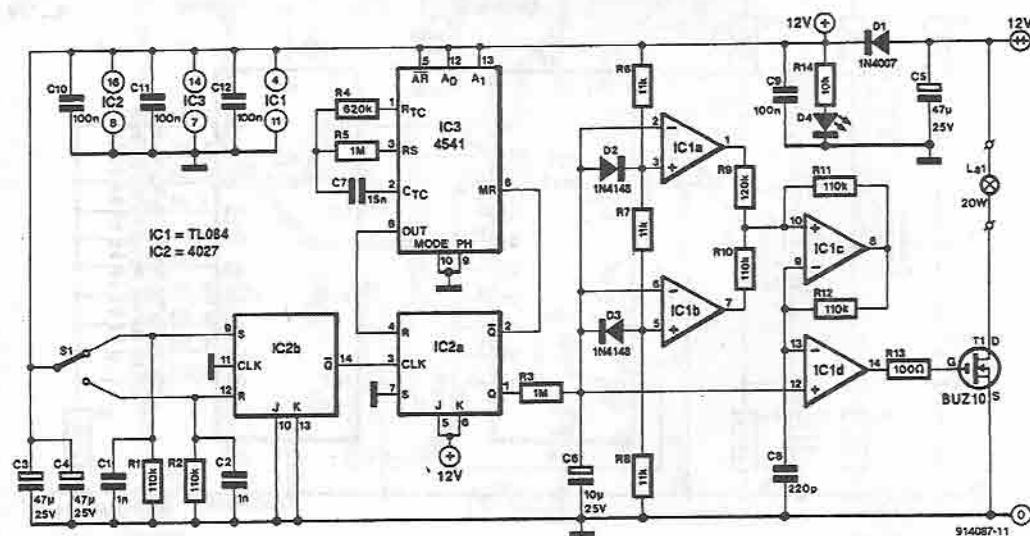 12V
D1
1N4007
12V
C10
100n
16
IC2
8
C11
100n
14
IC3
7
C12
100n
4
IC1
11
R4
620k
R5
1M
C7
15n
5 12 13
AR A0 A1
1 RTC
3 RS
2 CTC
IC3
4541
MR 6
8 OUT
MODE PH
10 9
R6
11k
D2
1N4148
R7
11k
D3
1N4148
R8
11k
2
3
IC1a
1
R9
120k
R10
110k
6
5
IC1b
7
C9
100n
R14
10k
D4
C5
47µ
25V
La1
20W
R11
110k
10
9
IC1c
8
R12
110k
13
12
IC1d
14
R13
100Ω
T1
G
D
S
BUZ10
C8
220p
IC1 = TL084
IC2 = 4027
S1
9 S
11 CLK
12 R
IC2b
Q 14
J K
10 13
4 R
3 CLK
7 S
IC2a
Q 2
Q 1
J K
5 6
12V
R3
1M
C6
10µ
25V
C3
47µ
25V
C4
47µ
25V
C1
1n
R1
110k
R2
110k
C2
1n
0
914087-11